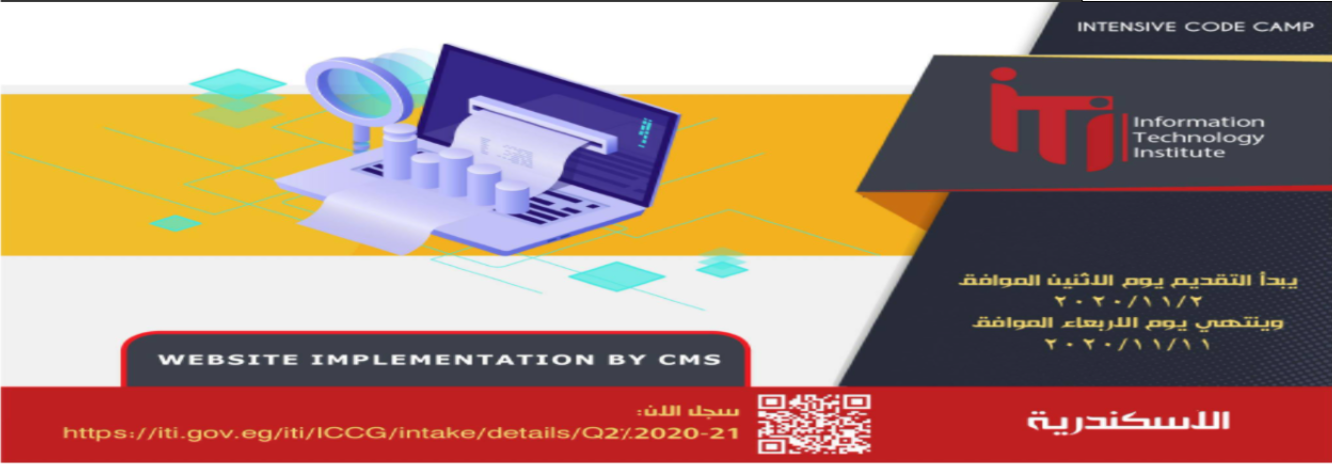 INTENSIVE CODE CAMP
iTi
Information
Technology
Institute
يبدأ التقديم يوم الاثنين الموافق
٢٠٢٠/١١/٢
وينتهي يوم الاربعاء الموافق
٢٠٢٠/١١/١١
WEBSITE IMPLEMENTATION BY CMS
سجل الان:
https://iti.gov.eg/iti/ICCG/intake/details/Q2٪2020-21
الاسكندرية